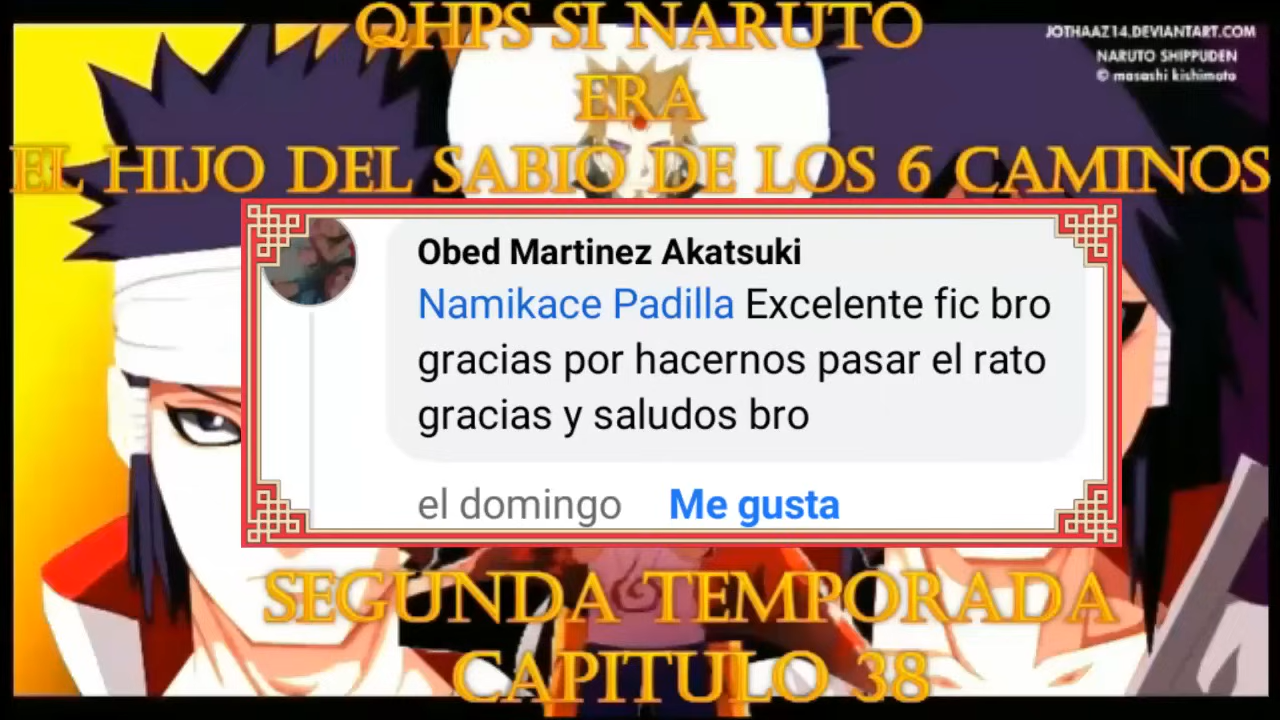 QHPS SI NARUTO
JOTHAAZ14.DEVIANTART.COM
NARUTO SHIPPUDEN
© masashi kishimoto
ERA
EL HIJO DEL SABIO DE LOS 6 CAMINOS
Obed Martinez Akatsuki
Namikace Padilla Excelente fic bro
gracias por hacernos pasar el rato
gracias y saludos bro
el domingo Me gusta
SEGUNDA TEMPORADA
CAPITULO 38